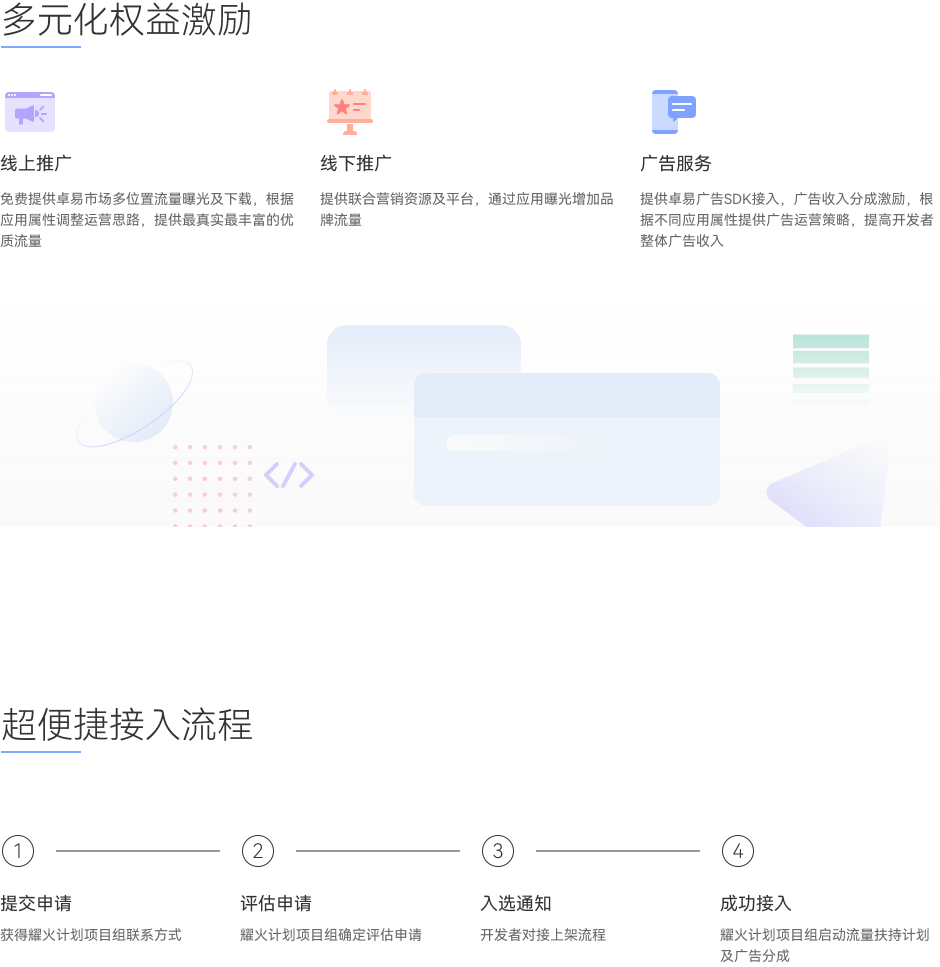 多元化权益激励
线上推广
免费提供卓易市场多位置流量曝光及下载，根据
应用属性调整运营思路，提供最真实最丰富的优
质流量
线下推广
提供联合营销资源及平台，通过应用曝光增加品
牌流量
广告服务
提供卓易广告SDK接入，广告收入分成激励，根
据不同应用属性提供广告运营策略，提高开发者
整体广告收入
</>
超便捷接入流程
1
提交申请
获得耀火计划项目组联系方式
2
评估申请
耀火计划项目组确定评估申请
3
入选通知
开发者对接上架流程
4
成功接入
耀火计划项目组启动流量扶持计划
及广告分成